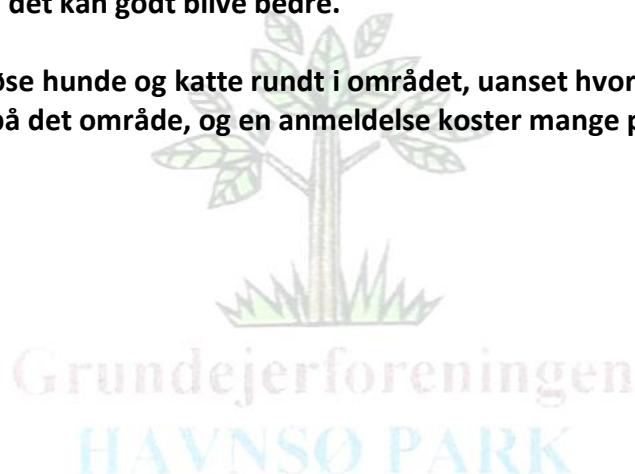 det kan godt blive bedre.
øse hunde og katte rundt i området, uanset hvor
på det område, og en anmeldelse koster mange p
Grundejerforeningen
HAVNSØ PARK